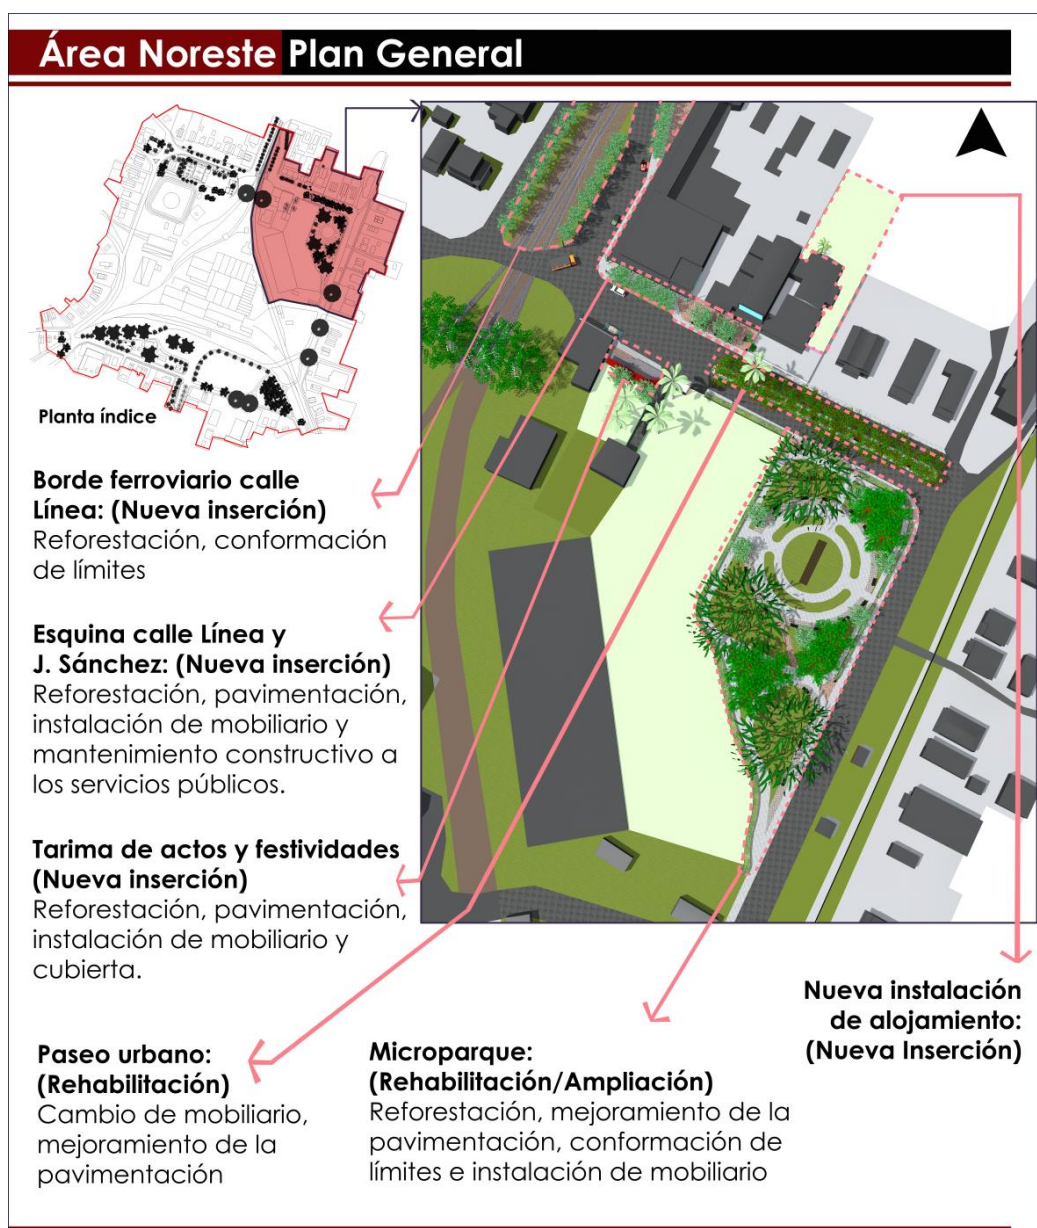 Área Noreste Plan General
Planta índice
Borde ferroviario calle
Línea: (Nueva inserción)
Reforestación, conformación
de límites
Esquina calle Línea y
J. Sánchez: (Nueva inserción)
Reforestación, pavimentación,
instalación de mobiliario y
mantenimiento constructivo a
los servicios públicos.
Tarima de actos y festividades
(Nueva inserción)
Reforestación, pavimentación,
instalación de mobiliario y
cubierta.
Paseo urbano:
(Rehabilitación)
Cambio de mobiliario,
mejoramiento de la
pavimentación
Microparque:
(Rehabilitación/Ampliación)
Reforestación, mejoramiento de la
pavimentación, conformación de
límites e instalación de mobiliario
Nueva instalación
de alojamiento:
(Nueva Inserción)